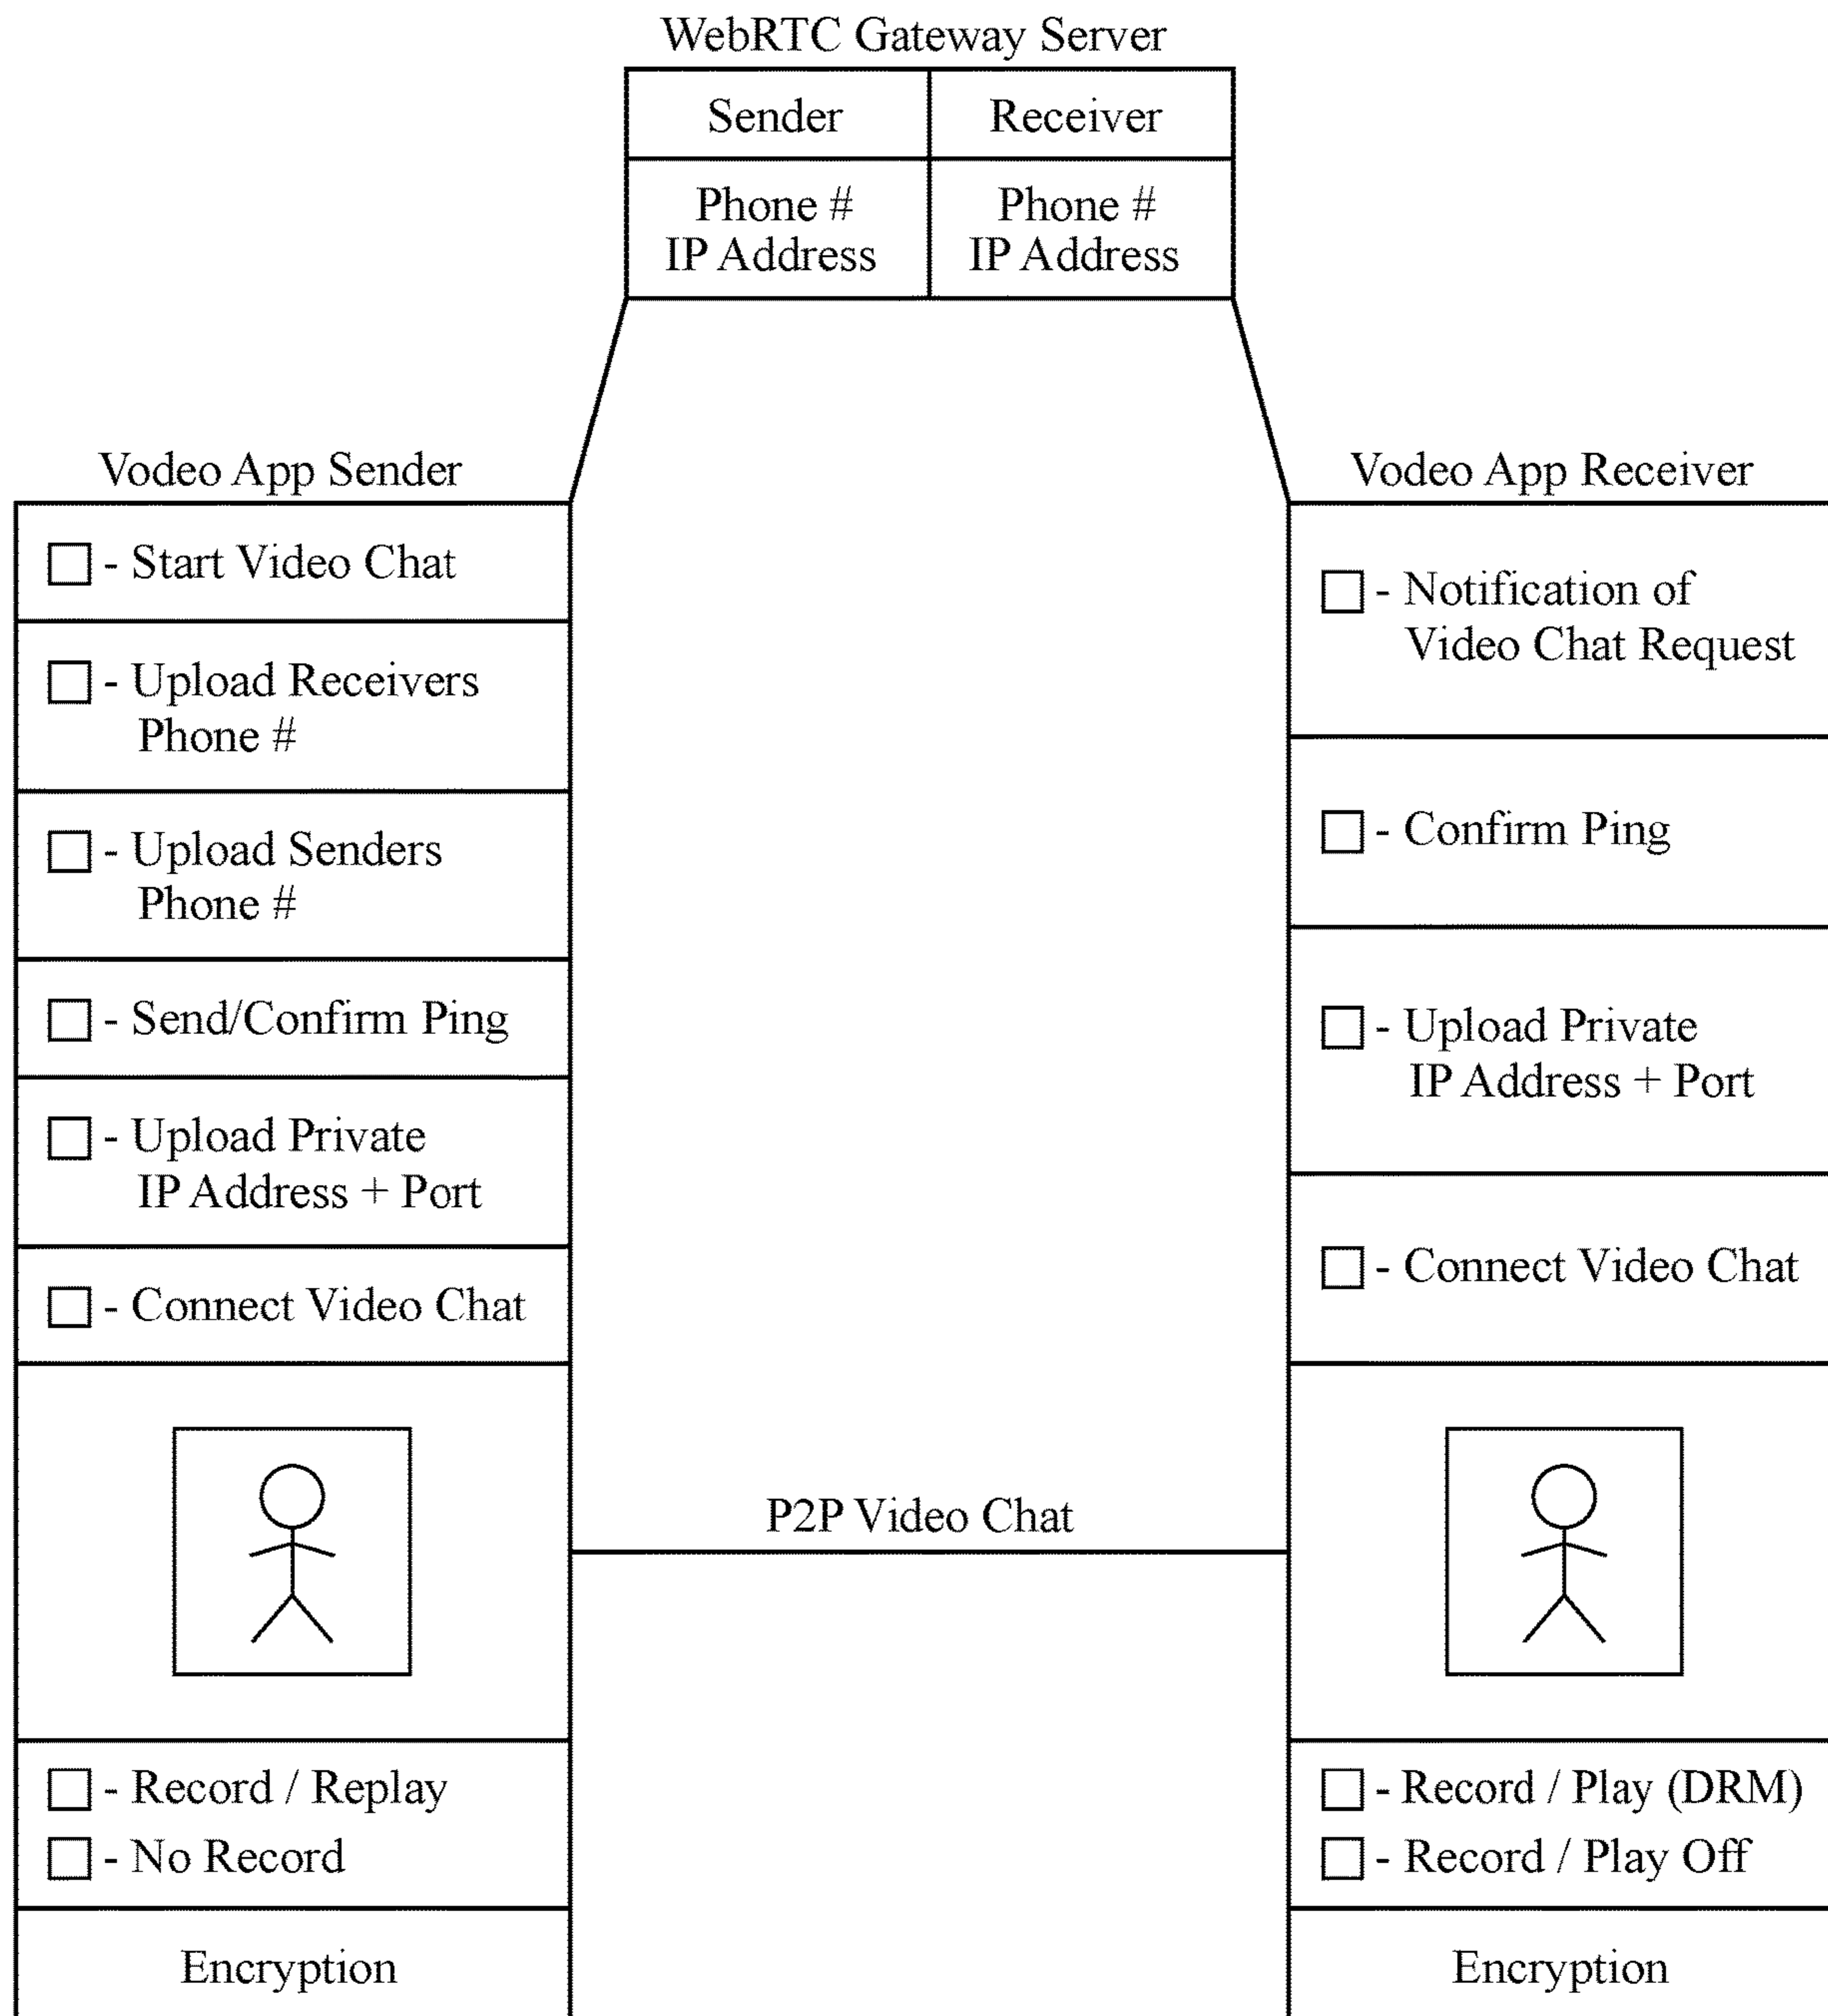 WebRTC Gateway Server
Sender
Receiver
Phone #
IP Address
Phone #
IP Address
Vodeo App Sender
- Start Video Chat
- Upload Receivers
Phone #
- Upload Senders
Phone #
- Send/Confirm Ping
- Upload Private
IP Address + Port
- Connect Video Chat
- Record / Replay
- No Record
Encryption
P2P Video Chat
Vodeo App Receiver
- Notification of
Video Chat Request
- Confirm Ping
- Upload Private
IP Address + Port
- Connect Video Chat
- Record / Play (DRM)
- Record / Play Off
Encryption